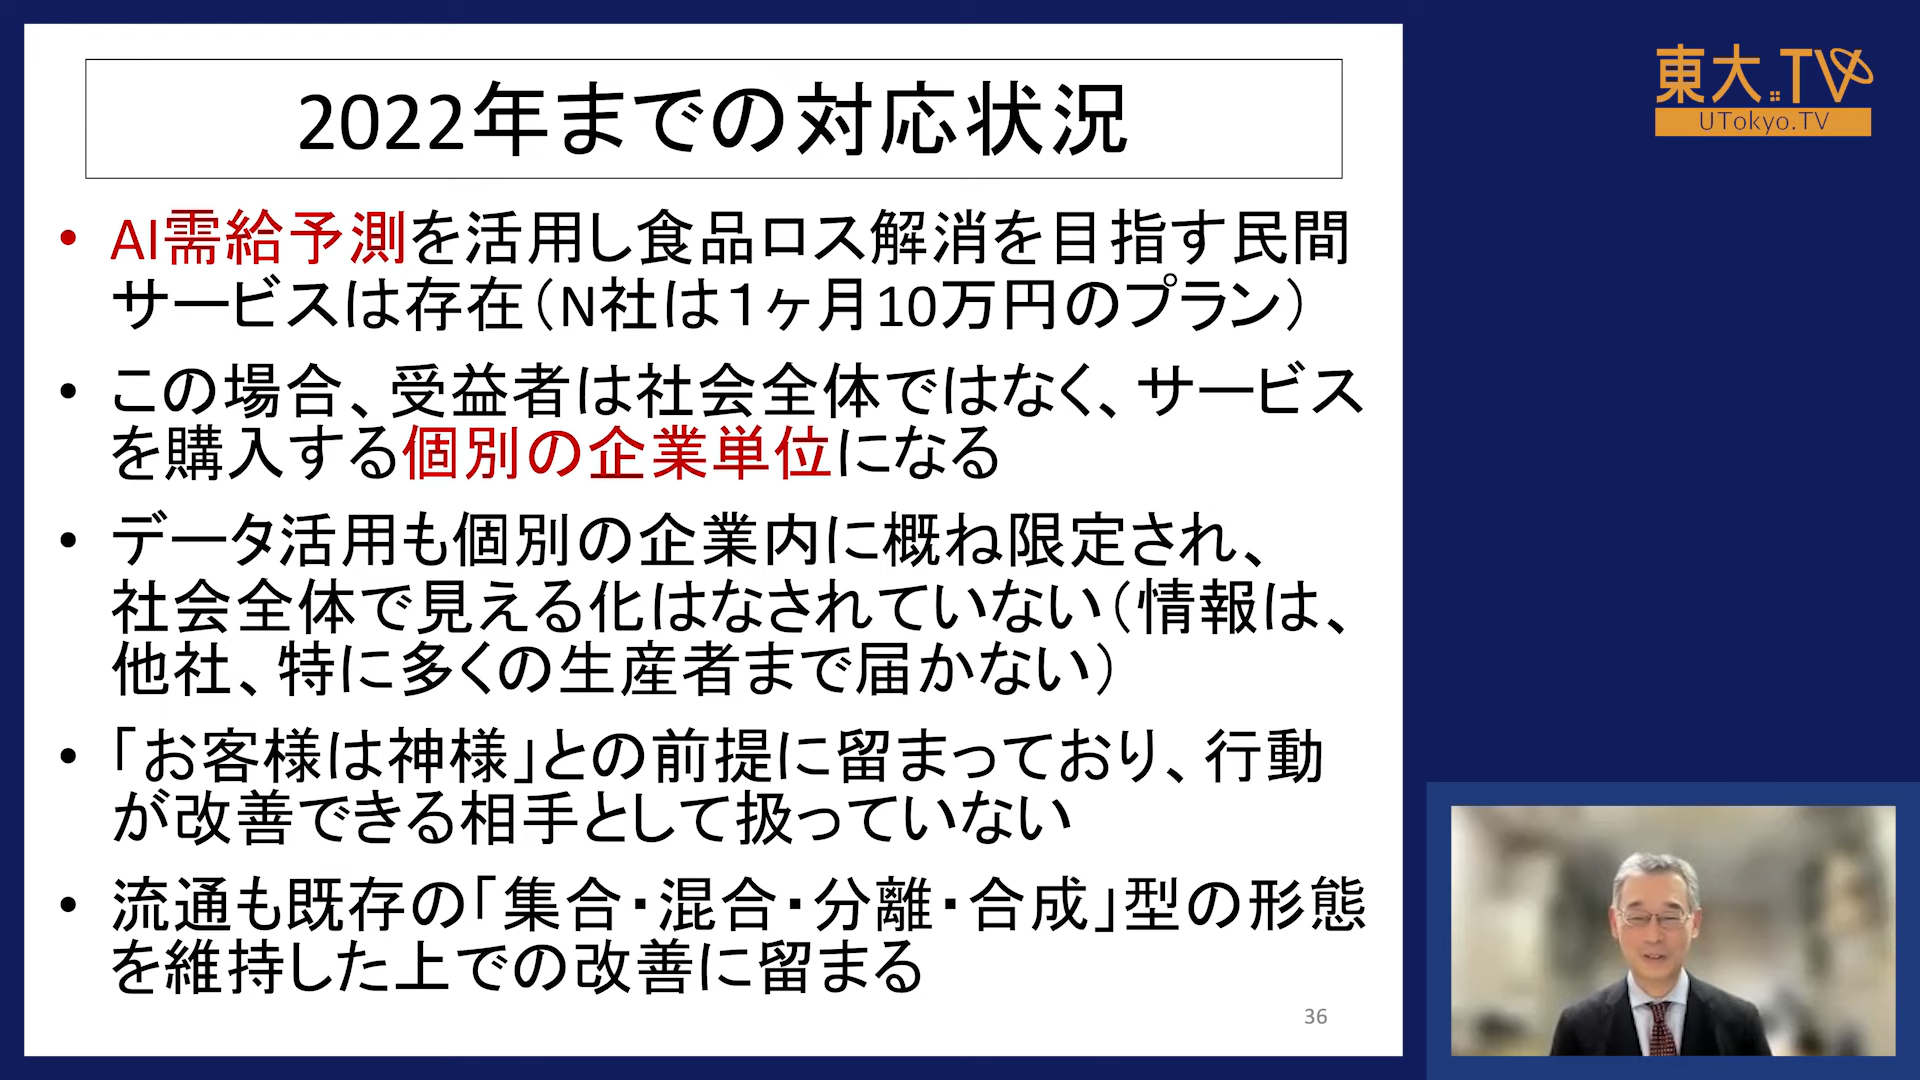 2022年までの対応状況
• AI需給予測を活用し食品ロス解消を目指す民間
サービスは存在（N社は１ヶ月10万円のプラン）
• この場合、受益者は社会全体ではなく、サービス
を購入する個別の企業単位になる
• データ活用も個別の企業内に概ね限定され、
社会全体で見える化はなされていない（情報は、
他社、特に多くの生産者まで届かない）
• 「お客様は神様」との前提に留まっており、行動
が改善できる相手として扱っていない
• 流通も既存の「集合・混合・分離・合成」型の形態
を維持した上での改善に留まる
36
東大TV
UTokyo.TV